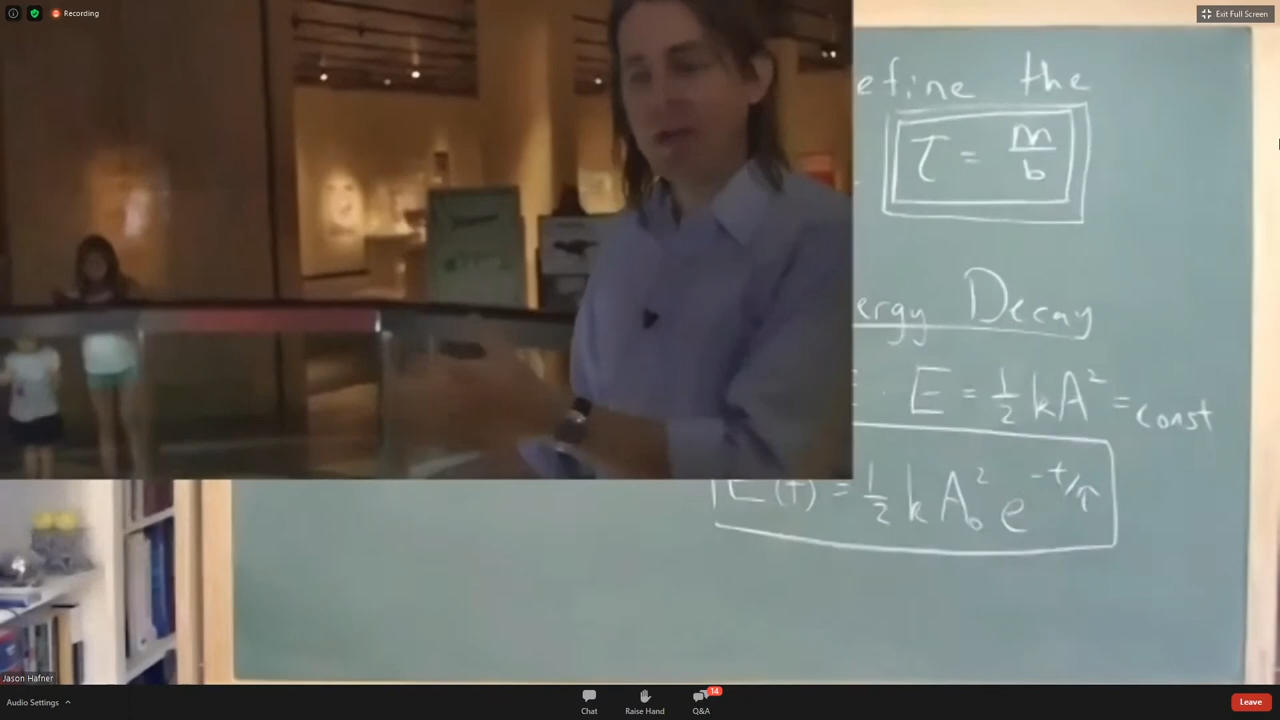 Recording
Exit Full Screen
efine the
τ = m/b
ergy Decay
E = ½kA² = const
E(t) = ½kA₀²e^(-t/τ)
Jason Hafner
Audio Settings
Chat
Raise Hand
14
Q&A
Leave